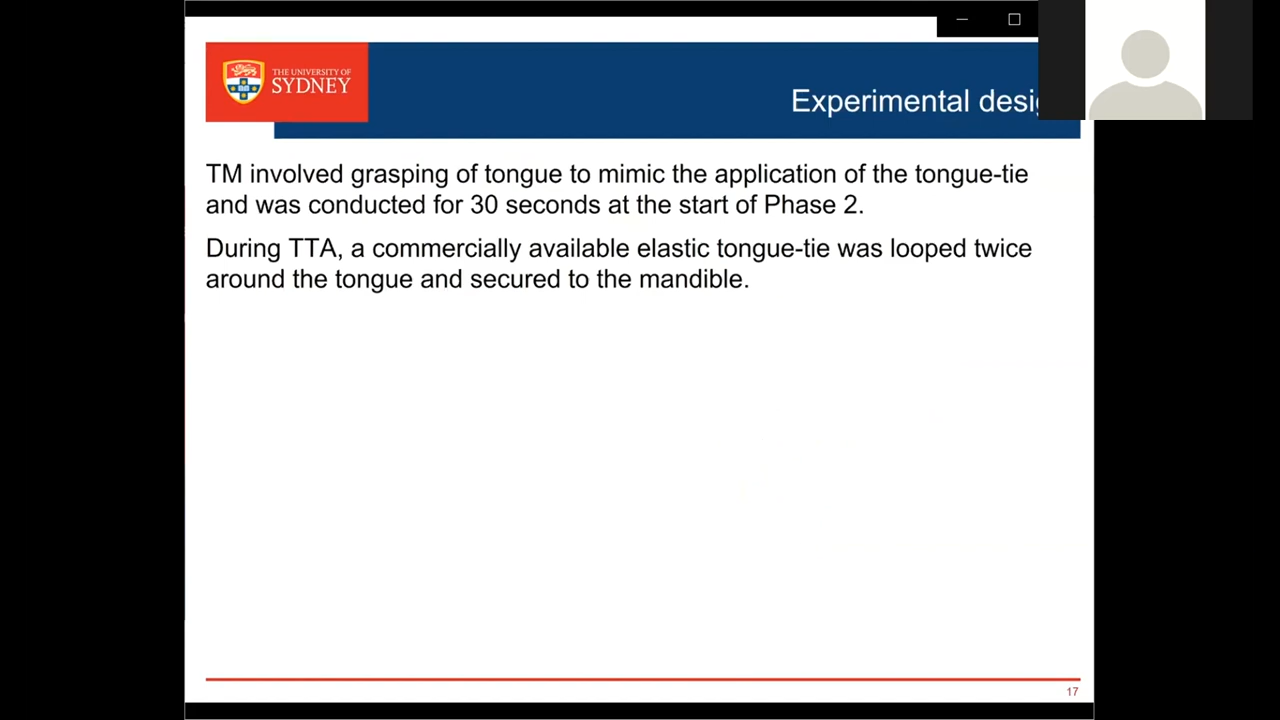 THE UNIVERSITY OF
SYDNEY
Experimental
TM involved grasping of tongue to mimic the application of the tongue-tie
and was conducted for 30 seconds at the start of Phase 2.
During TTA, a commercially available elastic tongue-tie was looped twice
around the tongue and secured to the mandible.
17